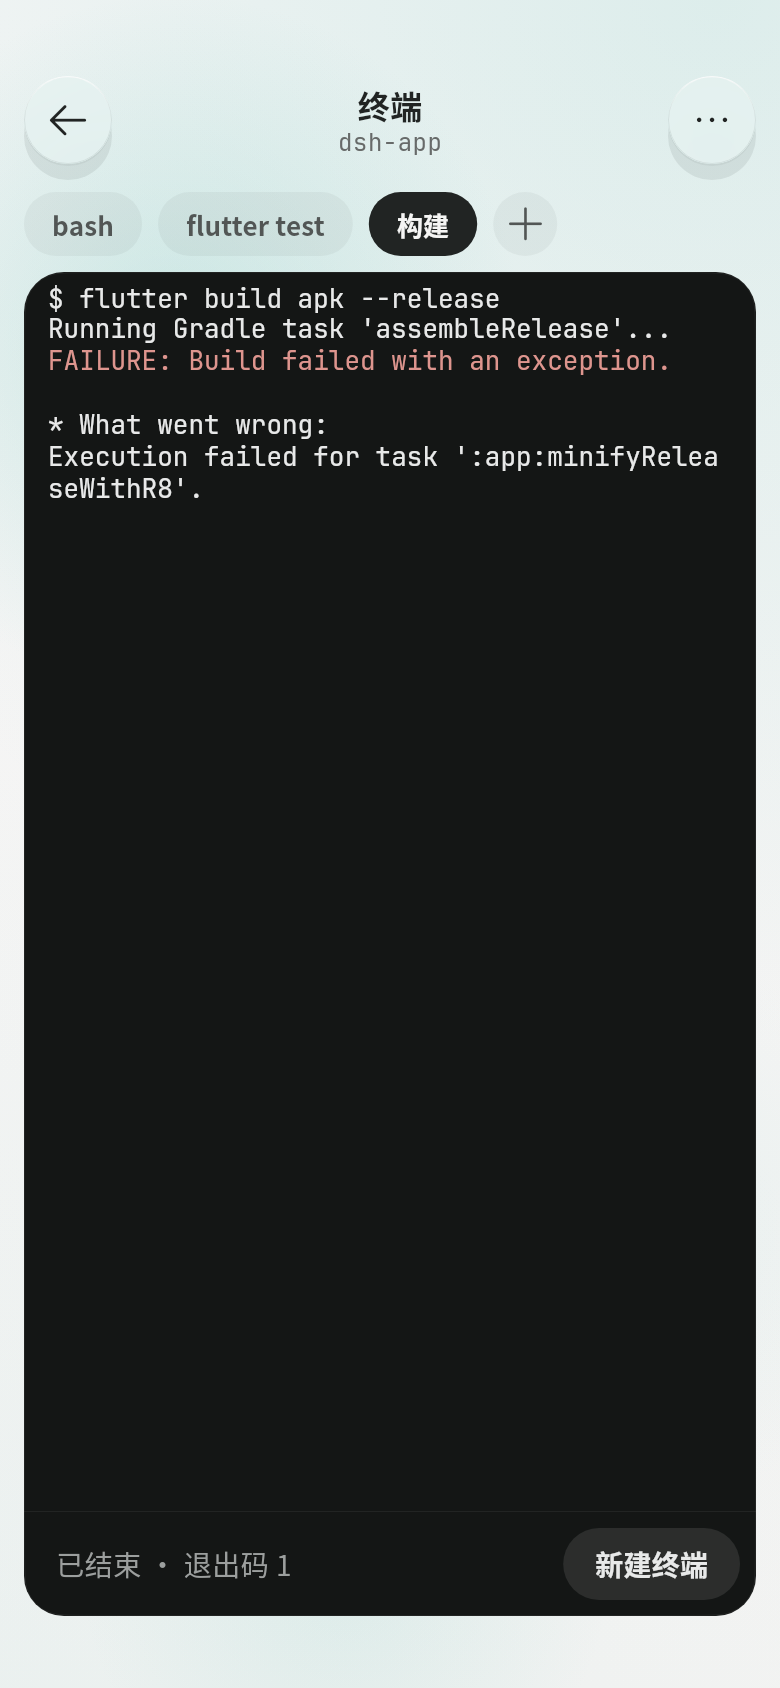 终端
dsh-app
bash
flutter test
构建
$ flutter build apk --release
Running Gradle task 'assembleRelease'...
FAILURE: Build failed with an exception.
* What went wrong:
Execution failed for task ':app:minifyRelea
seWithR8'.
已结束 · 退出码 1
新建终端